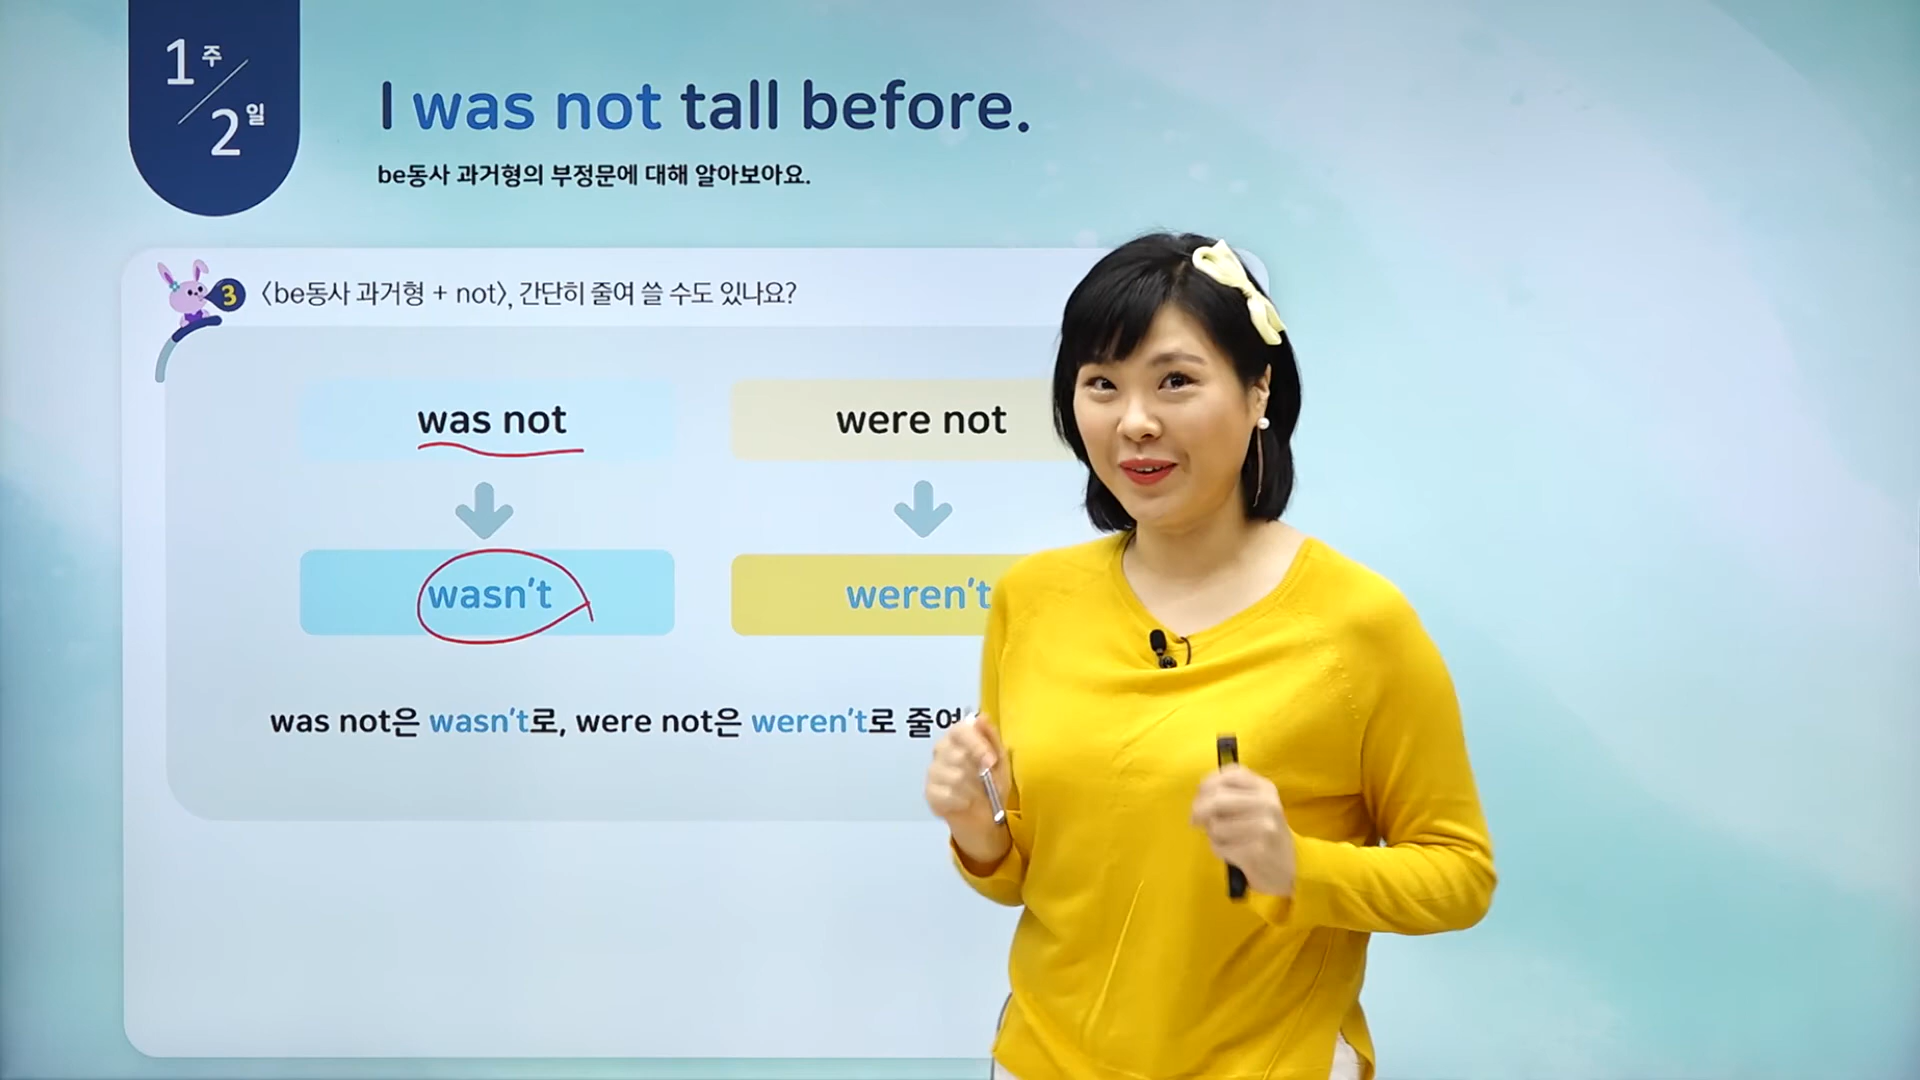 1주
2일
I was not tall before.
be동사 과거형의 부정문에 대해 알아보아요.
3 〈be동사 과거형 + not〉, 간단히 줄여 쓸 수도 있나요?
was not
were not
wasn't
weren't
was not은 wasn't로, were not은 weren't로